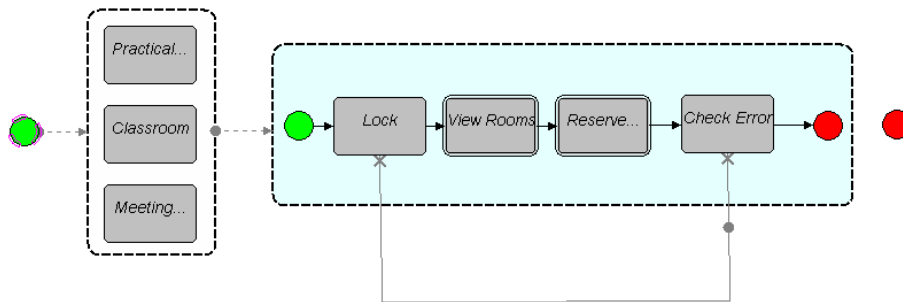 Practical...
Classroom
Meeting...
Lock
View Rooms
Reserve...
Check Error